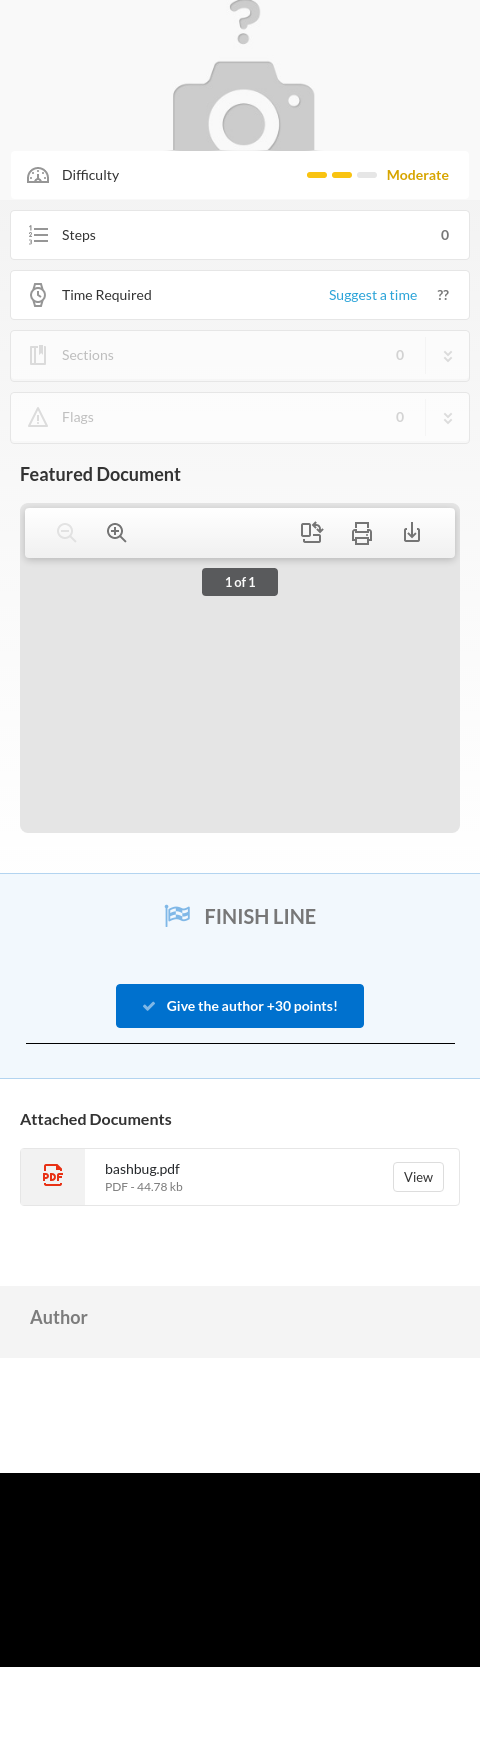 ?
Difficulty Moderate
Steps 0
Time Required Suggest a time ??
Sections 0
Flags 0
Featured Document
1 of 1
FINISH LINE
Give the author +30 points!
Attached Documents
PDF
bashbug.pdf
PDF - 44.78 kb
View
Author